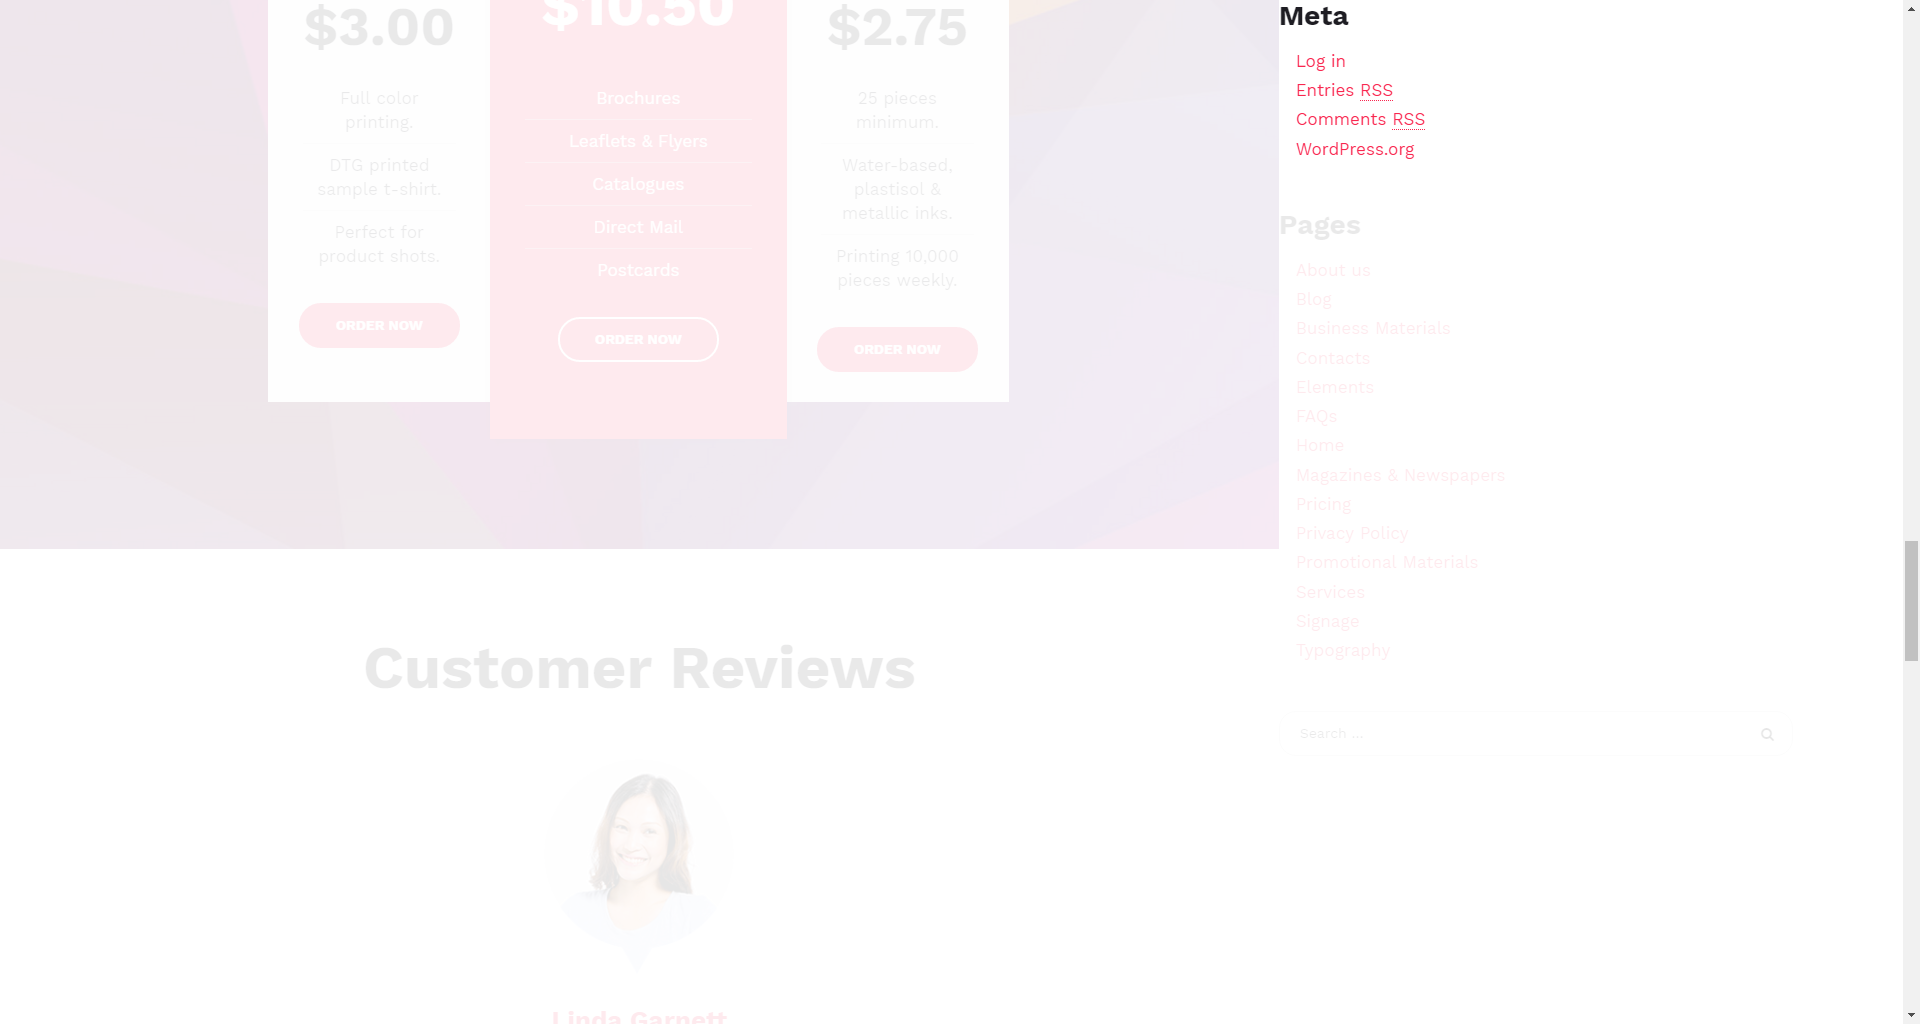 $3.00
Full color
printing.
DTG printed
sample t-shirt.
Perfect for
product shots.
ORDER NOW
$10.50
Brochures
Leaflets & Flyers
Catalogues
Direct Mail
Postcards
ORDER NOW
$2.75
25 pieces
minimum.
Water-based,
plastisol &
metallic inks.
Printing 10,000
pieces weekly.
ORDER NOW
Customer Reviews
Linda Garnett
Meta
Log in
Entries RSS
Comments RSS
WordPress.org
Pages
About us
Blog
Business Materials
Contacts
Elements
FAQs
Home
Magazines & Newspapers
Pricing
Privacy Policy
Promotional Materials
Services
Signage
Typography
Search ...